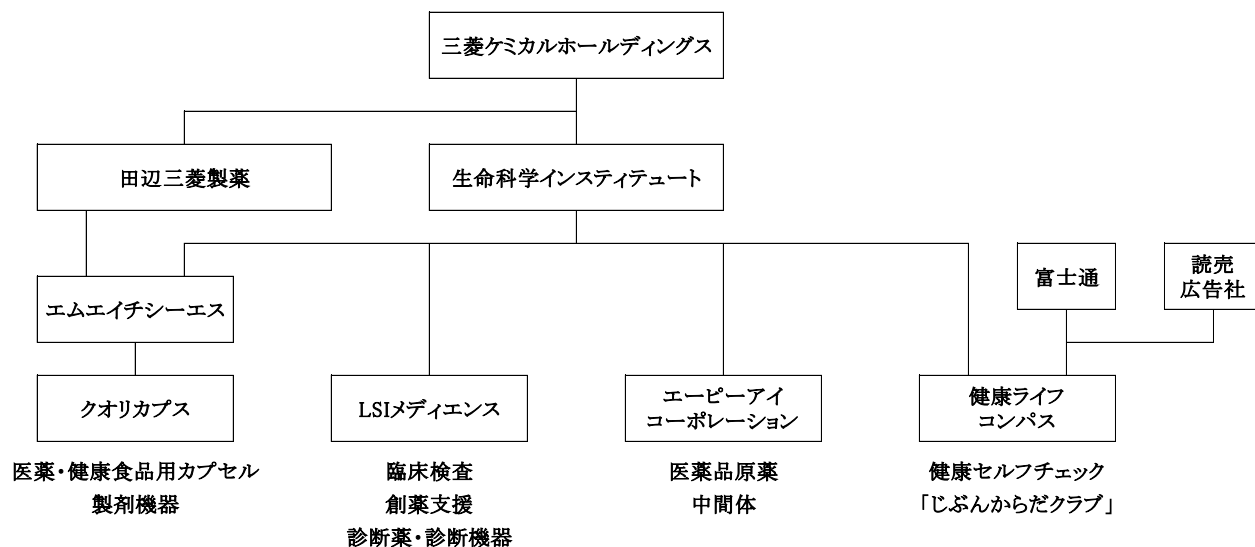 三菱ケミカルホールディングス
田辺三菱製薬
生命科学インスティテュート
富士通
読売
広告社
エムエイチシーエス
クオリカプス
LSIメディエンス
エーピーアイ
コーポレーション
健康ライフ
コンパス
医薬・健康食品用カプセル
製剤機器
臨床検査
創薬支援
診断薬・診断機器
医薬品原薬
中間体
健康セルフチェック
「じぶんからだクラブ」